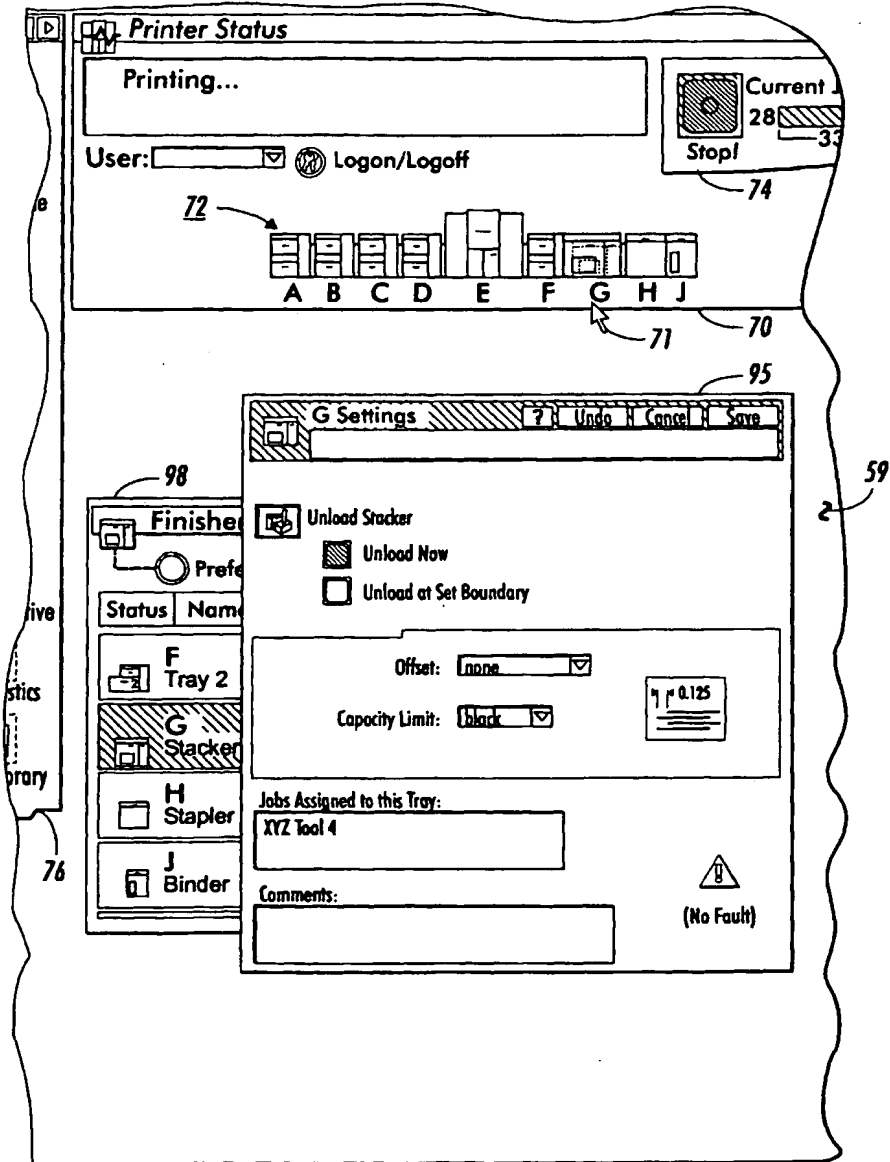 Printer Status
Printing...
Current J
28
33
Stop!
74
User:
Logon/Logoff
e
72
A B C D E F G H J
71
70
95
G Settings
? Undo Cancel Save
98
59
Finishe
Unload Stacker
Unload Now
Prefe
Unload at Set Boundary
Status Name
ive
F
Tray 2
Offset: none
stics
0.125
G
Stacker
Capacity Limit: black
brary
H
Stapler
Jobs Assigned to this Tray:
XYZ Tool 4
76
J
Binder
Comments:
(No Fault)